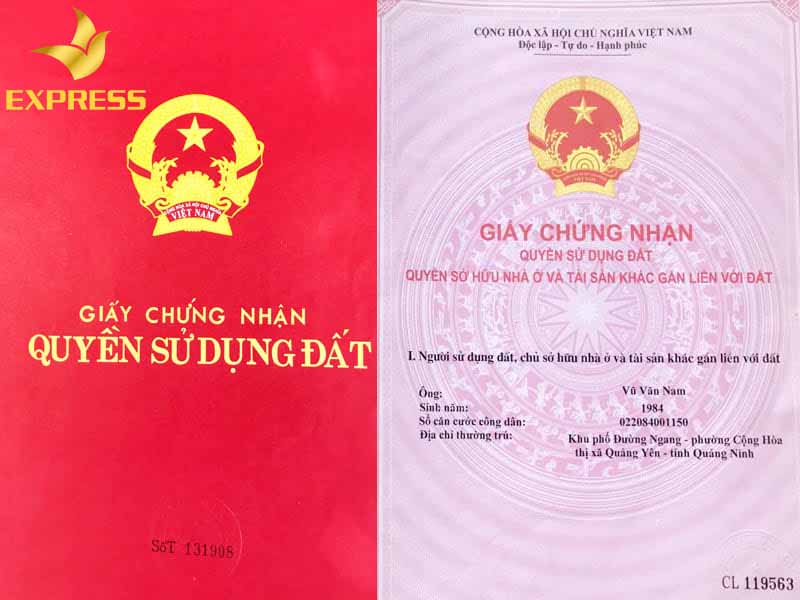 EXPRESS
VIỆT NAM
GIẤY CHỨNG NHẬN
QUYỀN SỬ DỤNG ĐẤT
SốT 131908
CỘNG HÒA XÃ HỘI CHỦ NGHĨA VIỆT NAM
Độc lập - Tự do - Hạnh phúc
VIỆT NAM
GIẤY CHỨNG NHẬN
QUYỀN SỬ DỤNG ĐẤT
QUYỀN SỞ HỮU NHÀ Ở VÀ TÀI SẢN KHÁC GẮN LIỀN VỚI ĐẤT
I. Người sử dụng đất, chủ sở hữu nhà ở và tài sản khác gắn liền với đất
Ông: Vũ Văn Nam
Sinh năm: 1984
Số căn cước công dân: 022084001150
Địa chỉ thường trú: Khu phố Đường Ngang - phường Cộng Hòa
thị xã Quảng Yên - tỉnh Quảng Ninh
CL 119563